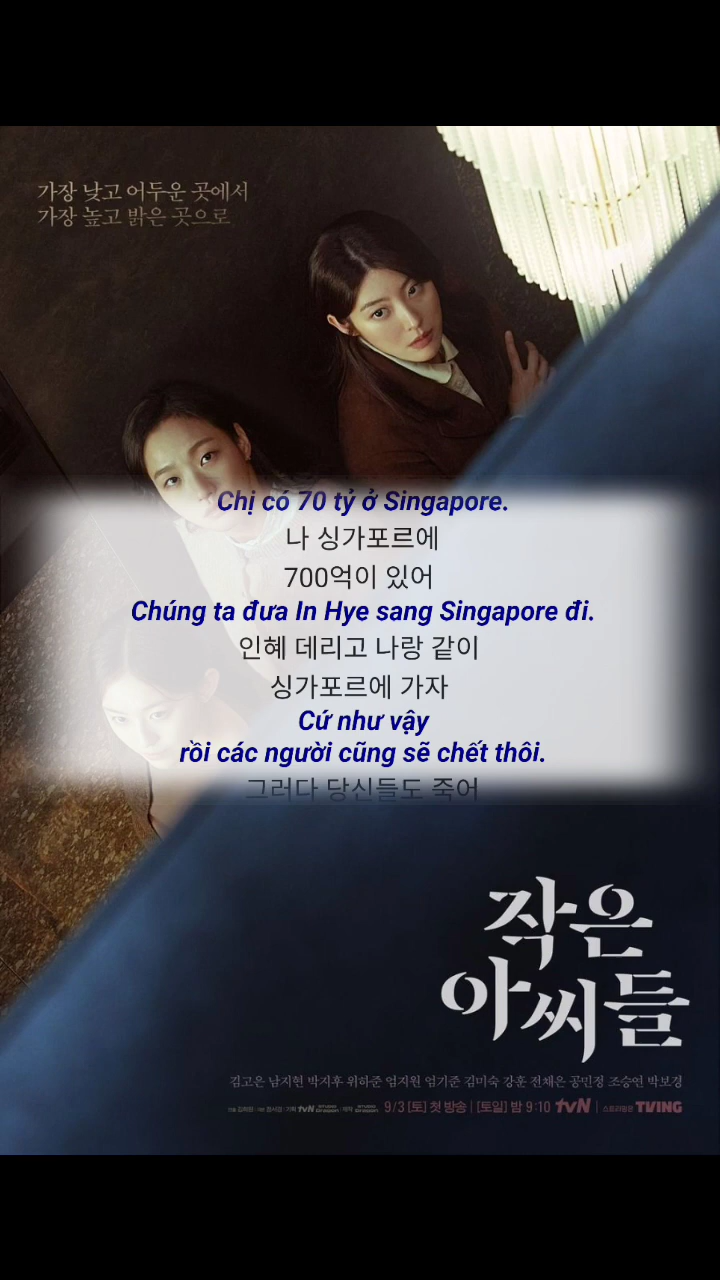 가장 낮고 어두운 곳에서
가장 높고 밝은 곳으로
Chị có 70 tỷ ở Singapore.
나 싱가포르에
700억이 있어
Chúng ta đưa In Hye sang Singapore đi.
인혜 데리고 나랑 같이
싱가포르에 가자
Cứ như vậy
rồi các người cũng sẽ chết thôi.
그러다 당신들도 죽어
작은
아씨들
김고은 남지현 박지후 위하준 엄지원 엄기준 김미숙 강훈 전채은 공민정 조승연 박보경
9/3 [토] 첫 방송 | [토일] 밤 9:10 tvN | 스트리밍은 TVING